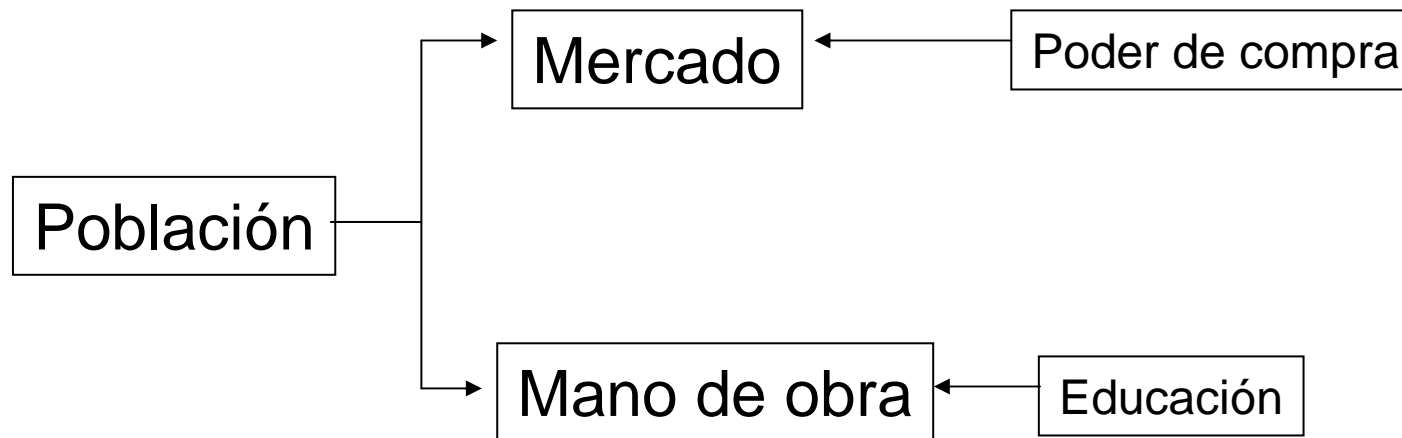 Mercado
Poder de compra
Población
Mano de obra
Educación